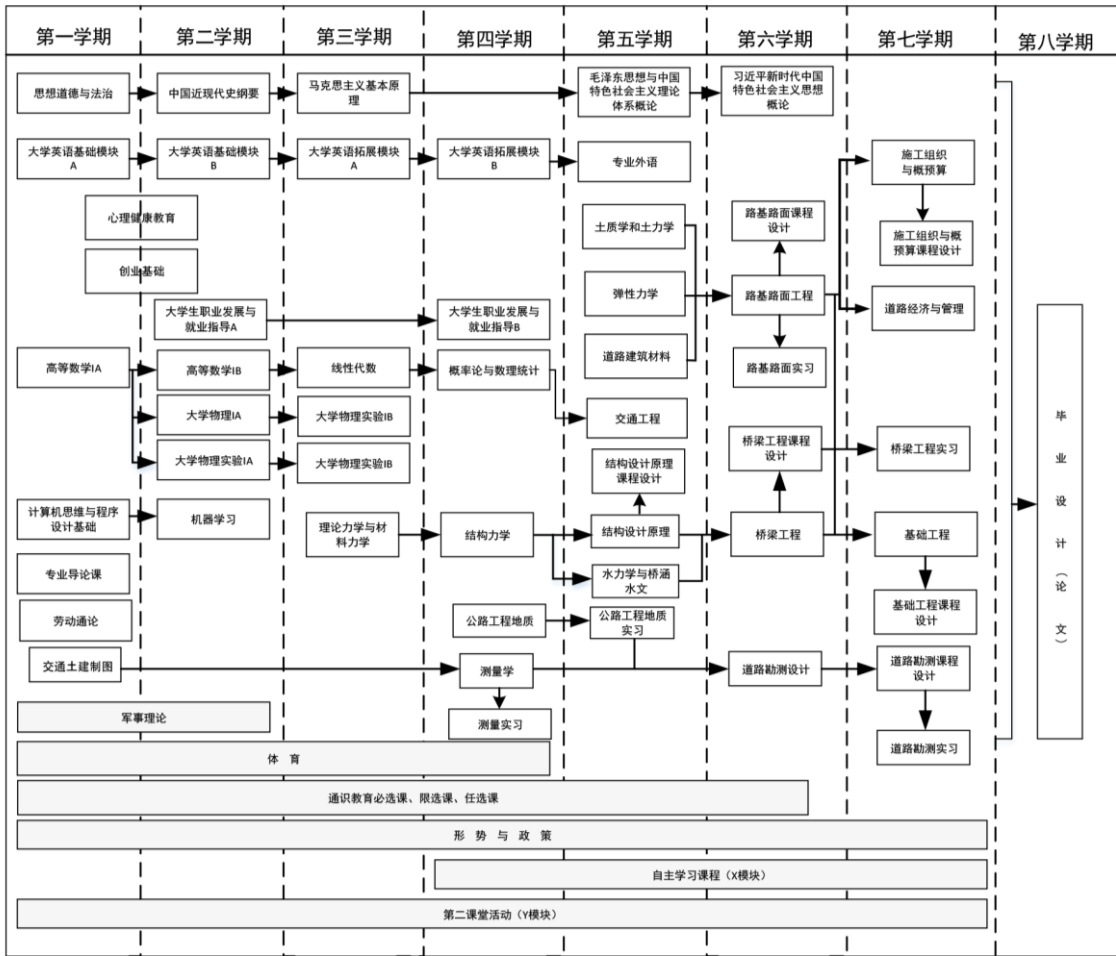 第一学期
第二学期
第三学期
第四学期
第五学期
第六学期
第七学期
第八学期
思想道德与法治
中国近现代史纲要
马克思主义基本原
理
毛泽东思想与中国
特色社会主义理论
体系概论
习近平新时代中国
特色社会主义思想
概论
大学英语基础模块
A
大学英语基础模块
B
大学英语拓展模块
A
大学英语拓展模块
B
专业外语
施工组织
与概预算
心理健康教育
土质学和土力学
路基路面课程
设计
施工组织与概
预算课程设计
创业基础
弹性力学
路基路面工程
道路经济与管理
大学生职业发展与
就业指导A
大学生职业发展与
就业指导B
道路建筑材料
路基路面实习
高等数学IA
高等数学IB
线性代数
概率论与数理统计
大学物理IA
大学物理实验IB
交通工程
大学物理实验IA
大学物理实验IB
结构设计原理
课程设计
桥梁工程课程
设计
桥梁工程实习
计算机思维与程序
设计基础
机器学习
理论力学与材
料力学
结构力学
结构设计原理
桥梁工程
基础工程
专业导论课
水力学与桥涵
水文
劳动通论
公路工程地质
公路工程地质
实习
基础工程课程
设计
交通土建制图
测量学
道路勘测设计
道路勘测课程
设计
军事理论
测量实习
道路勘测实习
体 育
通识教育必选课、限选课、任选课
形 势 与 政 策
自主学习课程（X模块）
第二课堂活动（Y模块）
毕业设计（论文）